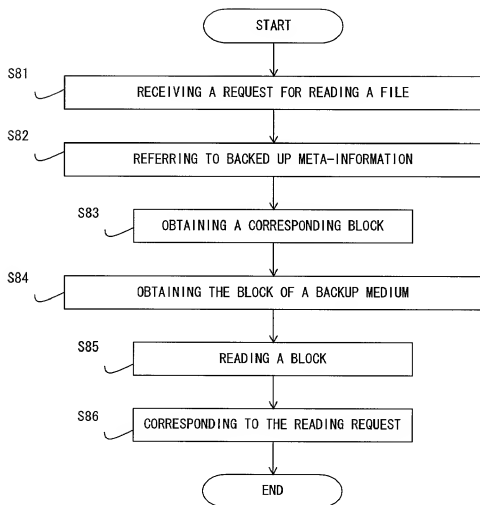 START
S81
RECEIVING A REQUEST FOR READING A FILE
S82
REFERRING TO BACKED UP META-INFORMATION
S83
OBTAINING A CORRESPONDING BLOCK
S84
OBTAINING THE BLOCK OF A BACKUP MEDIUM
S85
READING A BLOCK
S86
CORRESPONDING TO THE READING REQUEST
END